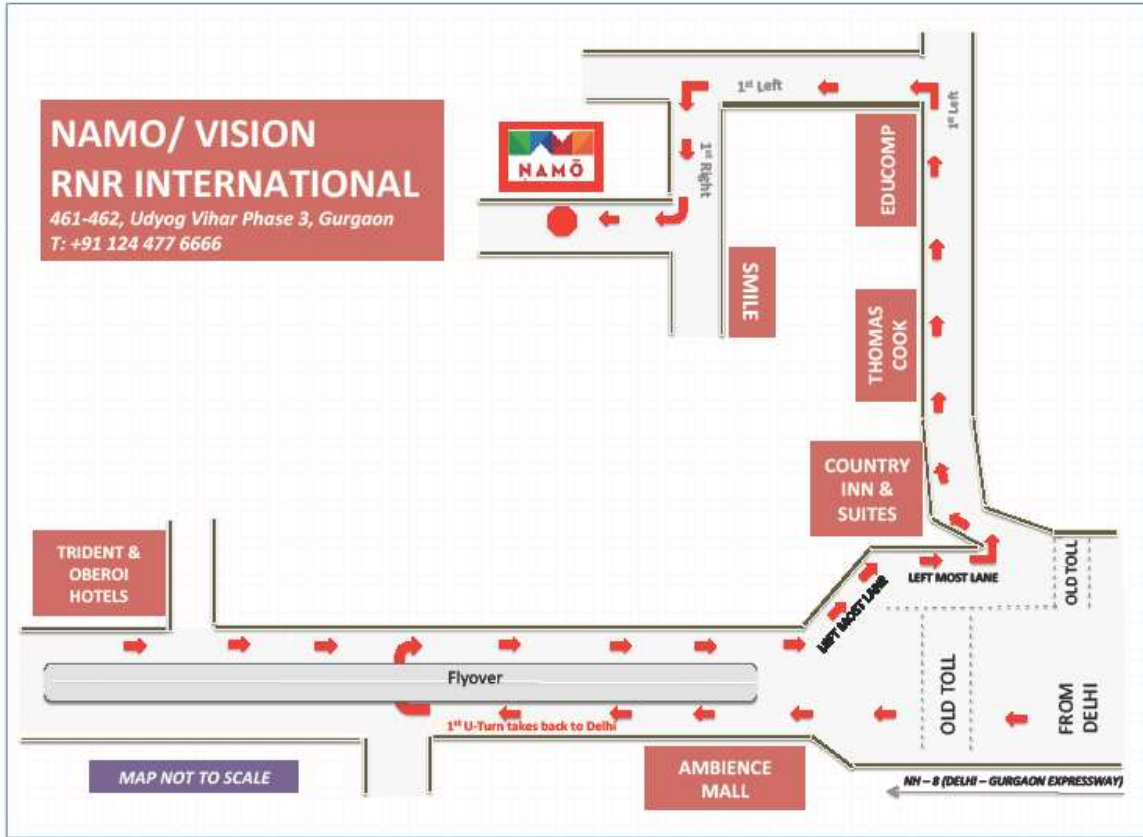 NAMO/ VISION
RNR INTERNATIONAL
461-462, Udyog Vihar Phase 3, Gurgaon
T: +91 124 477 6666
NAMŌ
1st Left
1st Left
1st Right
EDUCOMP
SMILE
THOMAS
COOK
COUNTRY
INN &
SUITES
TRIDENT &
OBEROI
HOTELS
LEFT MOST LANE
LEFT MOST LANE
OLD TOLL
OLD TOLL
FROM
DELHI
Flyover
1st U-Turn takes back to Delhi
MAP NOT TO SCALE
AMBIENCE
MALL
NH – 8 (DELHI – GURGAON EXPRESSWAY)